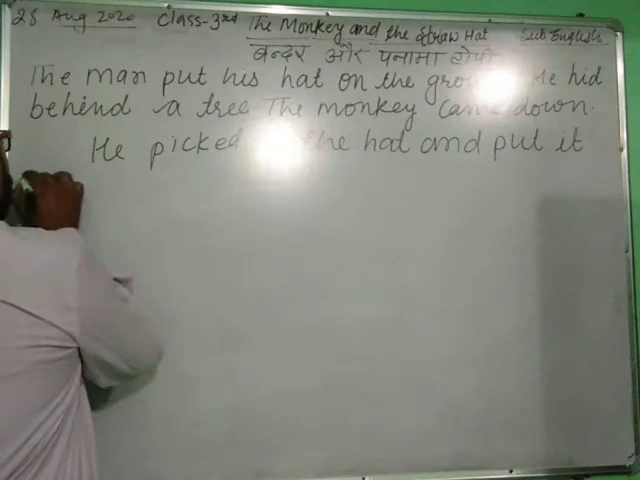 28 Aug 2020 Class-3rd The Monkey and the Straw Hat Sub English
बन्दर और पनामा टोपी
The man put his hat on the He hid
behind a tree The monkey came down.
He picked the hat and put it